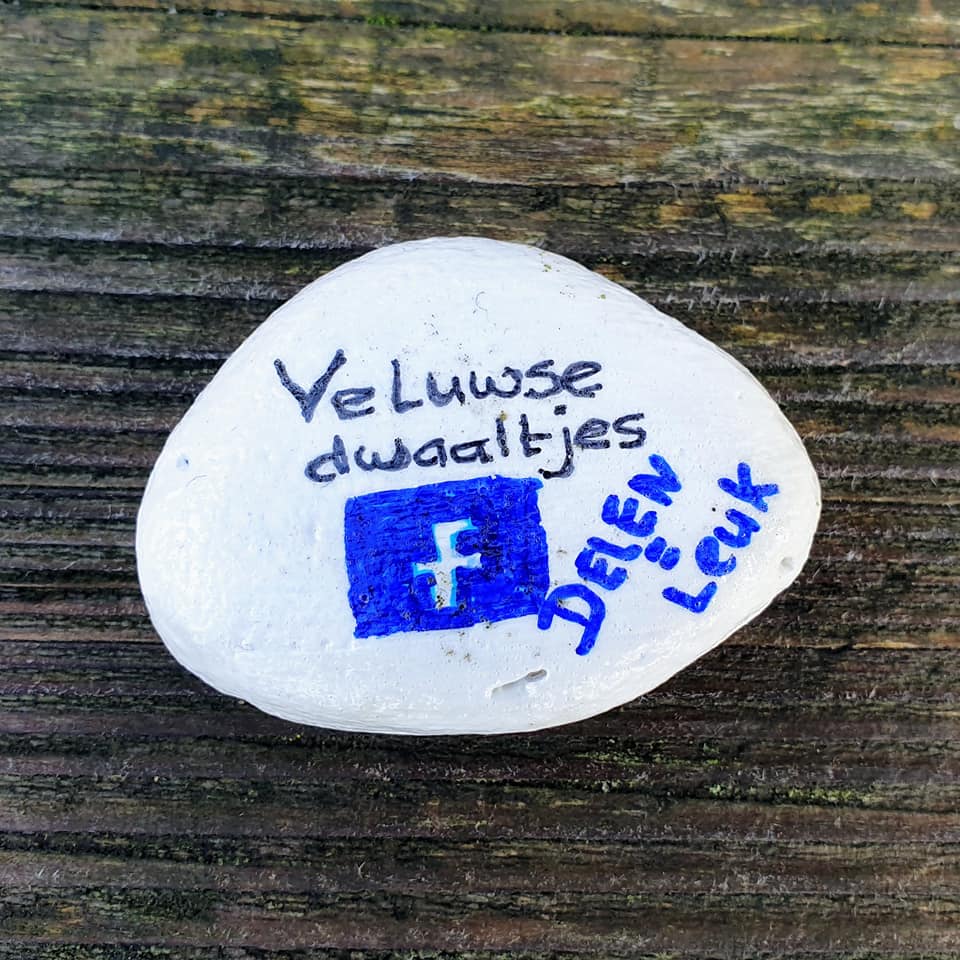 Veluwse
dwaaltjes
f
DELEN
=
Leuk